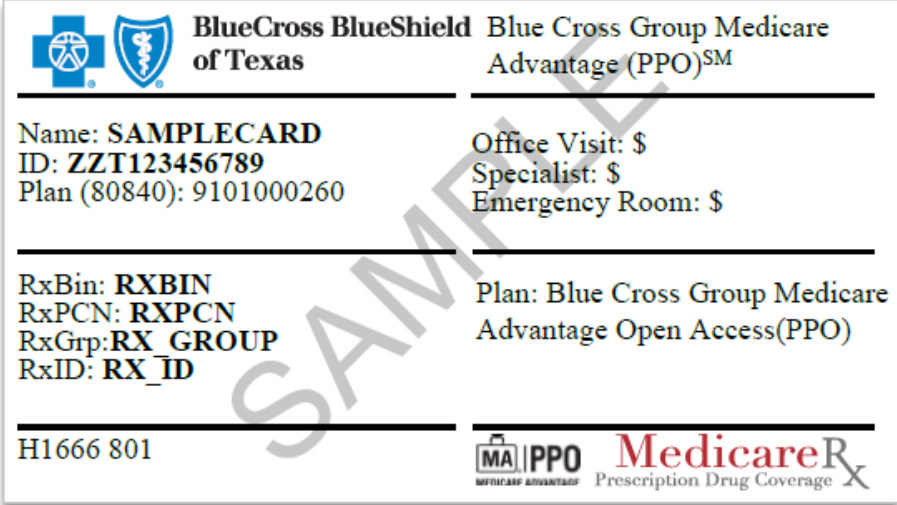 BlueCross BlueShield
of Texas
Blue Cross Group Medicare
Advantage (PPO)SM
Name: SAMPLECARD
ID: ZZT123456789
Plan (80840): 9101000260
Office Visit: $
Specialist: $
Emergency Room: $
RxBin: RXBIN
RxPCN: RXPCN
RxGrp:RX_GROUP
RxID: RX_ID
Plan: Blue Cross Group Medicare
Advantage Open Access(PPO)
H1666 801
MA PPO
MEDICARE ADVANTAGE
MedicareRx
Prescription Drug Coverage
SAMPLE